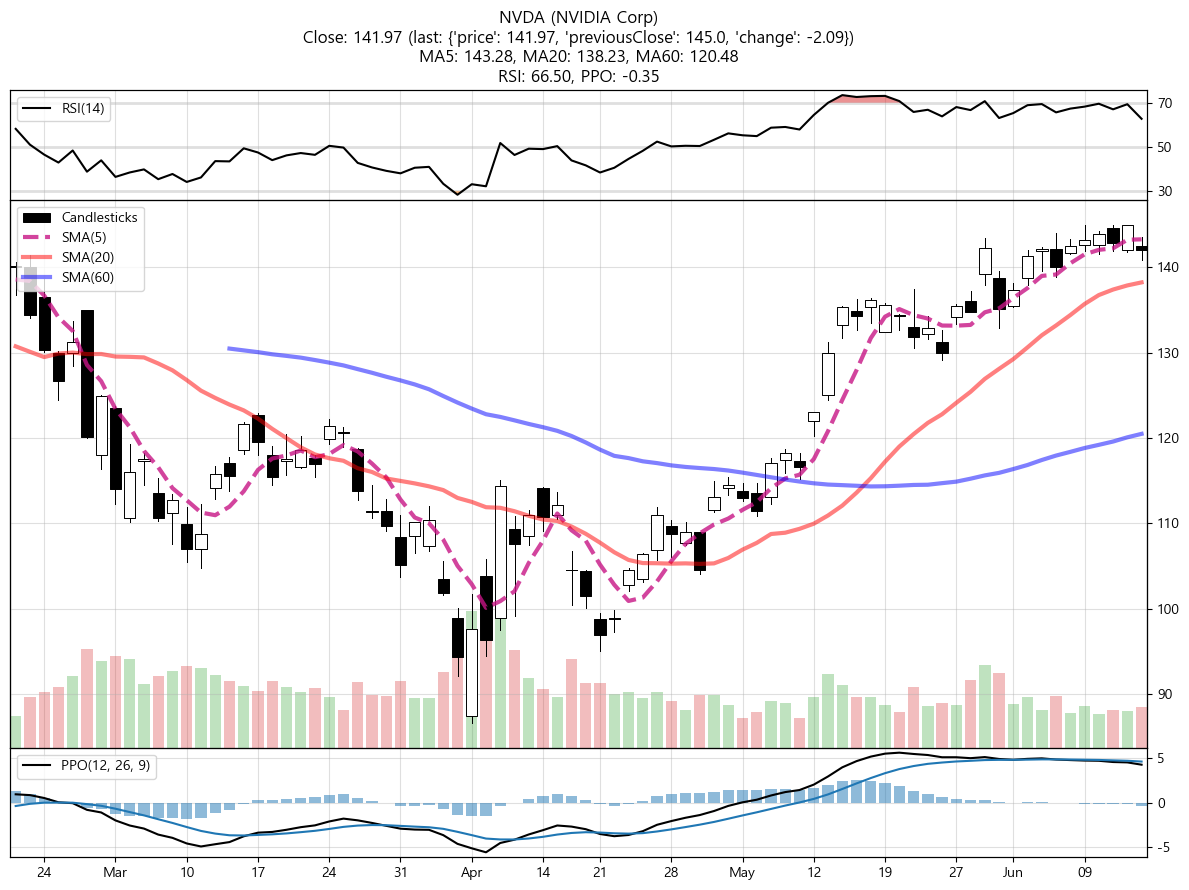 NVDA (NVIDIA Corp)
Close: 141.97 (last: {'price': 141.97, 'previousClose': 145.0, 'change': -2.09})
MA5: 143.28, MA20: 138.23, MA60: 120.48
RSI: 66.50, PPO: -0.35
RSI(14)
70
50
30
Candlesticks
SMA(5)
SMA(20)
SMA(60)
140
130
120
110
100
90
PPO(12, 26, 9)
5
0
-5
24 Mar 10 17 24 31 Apr 14 21 28 May 12 19 27 Jun 09